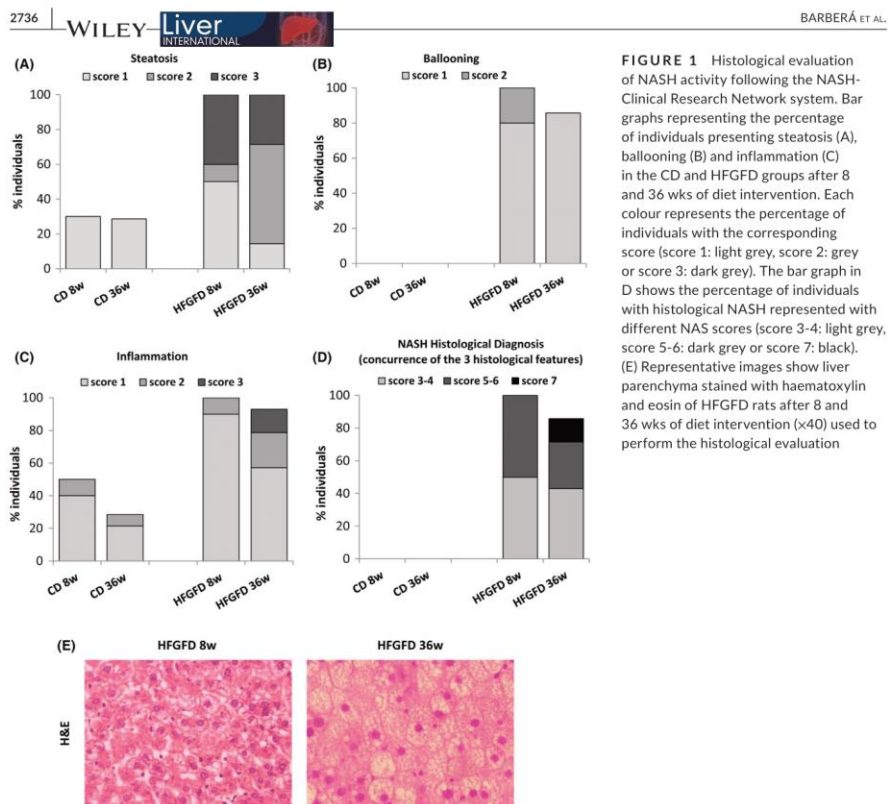 2736
WILEY
Liver
INTERNATIONAL
BARBERÁ ET AL.
(A)
Steatosis
score 1 score 2 score 3
% individuals
100
80
60
40
20
0
CD 8w
CD 36w
HFGFD 8w
HFGFD 36w
(B)
Ballooning
score 1 score 2
% individuals
100
80
60
40
20
0
CD 8w
CD 36w
HFGFD 8w
HFGFD 36w
FIGURE 1 Histological evaluation
of NASH activity following the NASH-
Clinical Research Network system. Bar
graphs representing the percentage
of individuals presenting steatosis (A),
ballooning (B) and inflammation (C)
in the CD and HFGFD groups after 8
and 36 wks of diet intervention. Each
colour represents the percentage of
individuals with the corresponding
score (score 1: light grey, score 2: grey
or score 3: dark grey). The bar graph in
D shows the percentage of individuals
with histological NASH represented with
different NAS scores (score 3-4: light grey,
score 5-6: dark grey or score 7: black).
(E) Representative images show liver
parenchyma stained with haematoxylin
and eosin of HFGFD rats after 8 and
36 wks of diet intervention (×40) used to
perform the histological evaluation
(C)
Inflammation
score 1 score 2 score 3
% individuals
100
80
60
40
20
0
CD 8w
CD 36w
HFGFD 8w
HFGFD 36w
(D)
NASH Histological Diagnosis
(concurrence of the 3 histological features)
score 3-4 score 5-6 score 7
% individuals
100
80
60
40
20
0
CD 8w
CD 36w
HFGFD 8w
HFGFD 36w
(E)
HFGFD 8w
HFGFD 36w
H&E